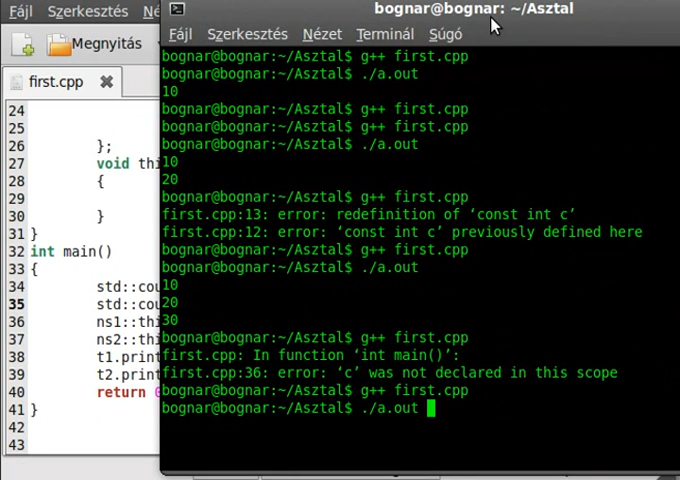 Fájl Szerkesztés
Megnyitás
first.cpp
24
25
26 };
27 void thi
28 {
29
30 }
31 }
32 int main()
33 {
34 std::cou
35 std::cou
36 ns1::thi
37 ns2::thi
38 t1.print
39 t2.print
40 return
41 }
42
43
bognar@bognar: ~/Asztal
Fájl Szerkesztés Nézet Terminál Súgó
bognar@bognar:~/Asztal$ g++ first.cpp
bognar@bognar:~/Asztal$ ./a.out
10
bognar@bognar:~/Asztal$ g++ first.cpp
bognar@bognar:~/Asztal$ g++ first.cpp
bognar@bognar:~/Asztal$ ./a.out
10
20
bognar@bognar:~/Asztal$ g++ first.cpp
first.cpp:13: error: redefinition of ‘const int c’
first.cpp:12: error: ‘const int c’ previously defined here
bognar@bognar:~/Asztal$ g++ first.cpp
bognar@bognar:~/Asztal$ ./a.out
10
20
30
bognar@bognar:~/Asztal$ g++ first.cpp
first.cpp: In function ‘int main()’:
first.cpp:36: error: ‘c’ was not declared in this scope
bognar@bognar:~/Asztal$ g++ first.cpp
bognar@bognar:~/Asztal$ ./a.out